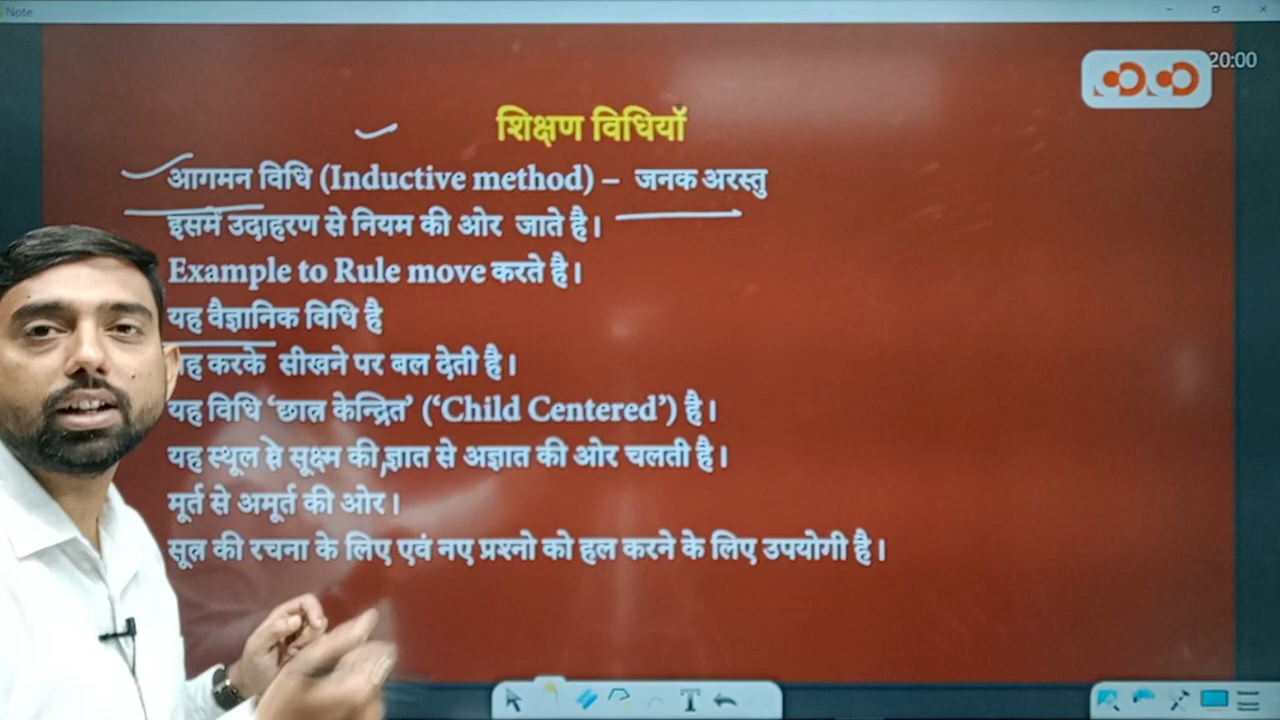 Note
20:00
शिक्षण विधियॉ
आगमन विधि (Inductive method) – जनक अरस्तु
इसमें उदाहरण से नियम की ओर जाते है।
Example to Rule move करते है।
यह वैज्ञानिक विधि है
यह करके सीखने पर बल देती है।
यह विधि ‘छात्र केन्द्रित’ (‘Child Centered’) है।
यह स्थूल से सूक्ष्म की,ज्ञात से अज्ञात की ओर चलती है।
मूर्त से अमूर्त की ओर।
सूत्र की रचना के लिए एवं नए प्रश्नो को हल करने के लिए उपयोगी है।